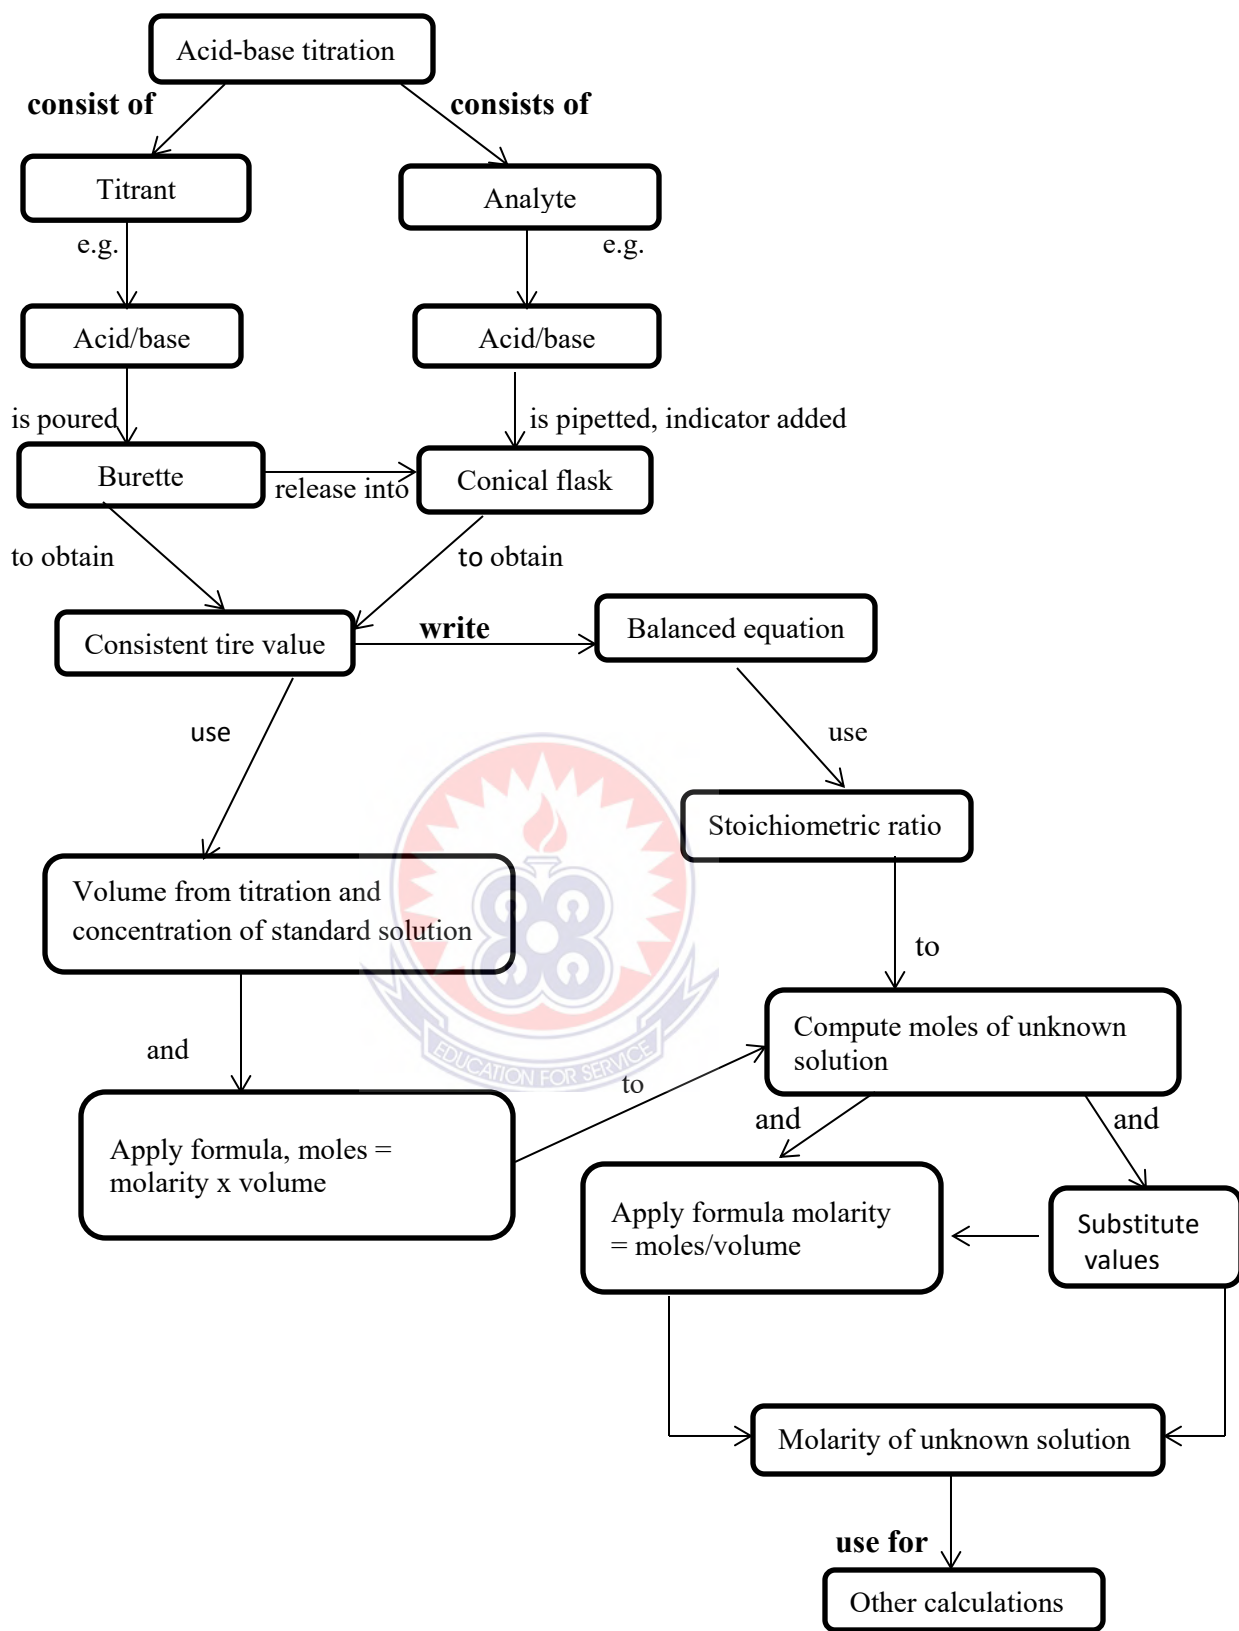 Acid-base titration
consist of
consists of
Titrant
Analyte
e.g.
e.g.
Acid/base
Acid/base
is poured
is pipetted, indicator added
Burette
release into
Conical flask
to obtain
to obtain
Consistent tire value
write
Balanced equation
use
use
Stoichiometric ratio
Volume from titration and
concentration of standard solution
to
and
Compute moles of unknown
solution
EDUCATION FOR SERVICE
to
and
and
Apply formula, moles =
molarity x volume
Apply formula molarity
= moles/volume
Substitute
values
Molarity of unknown solution
use for
Other calculations